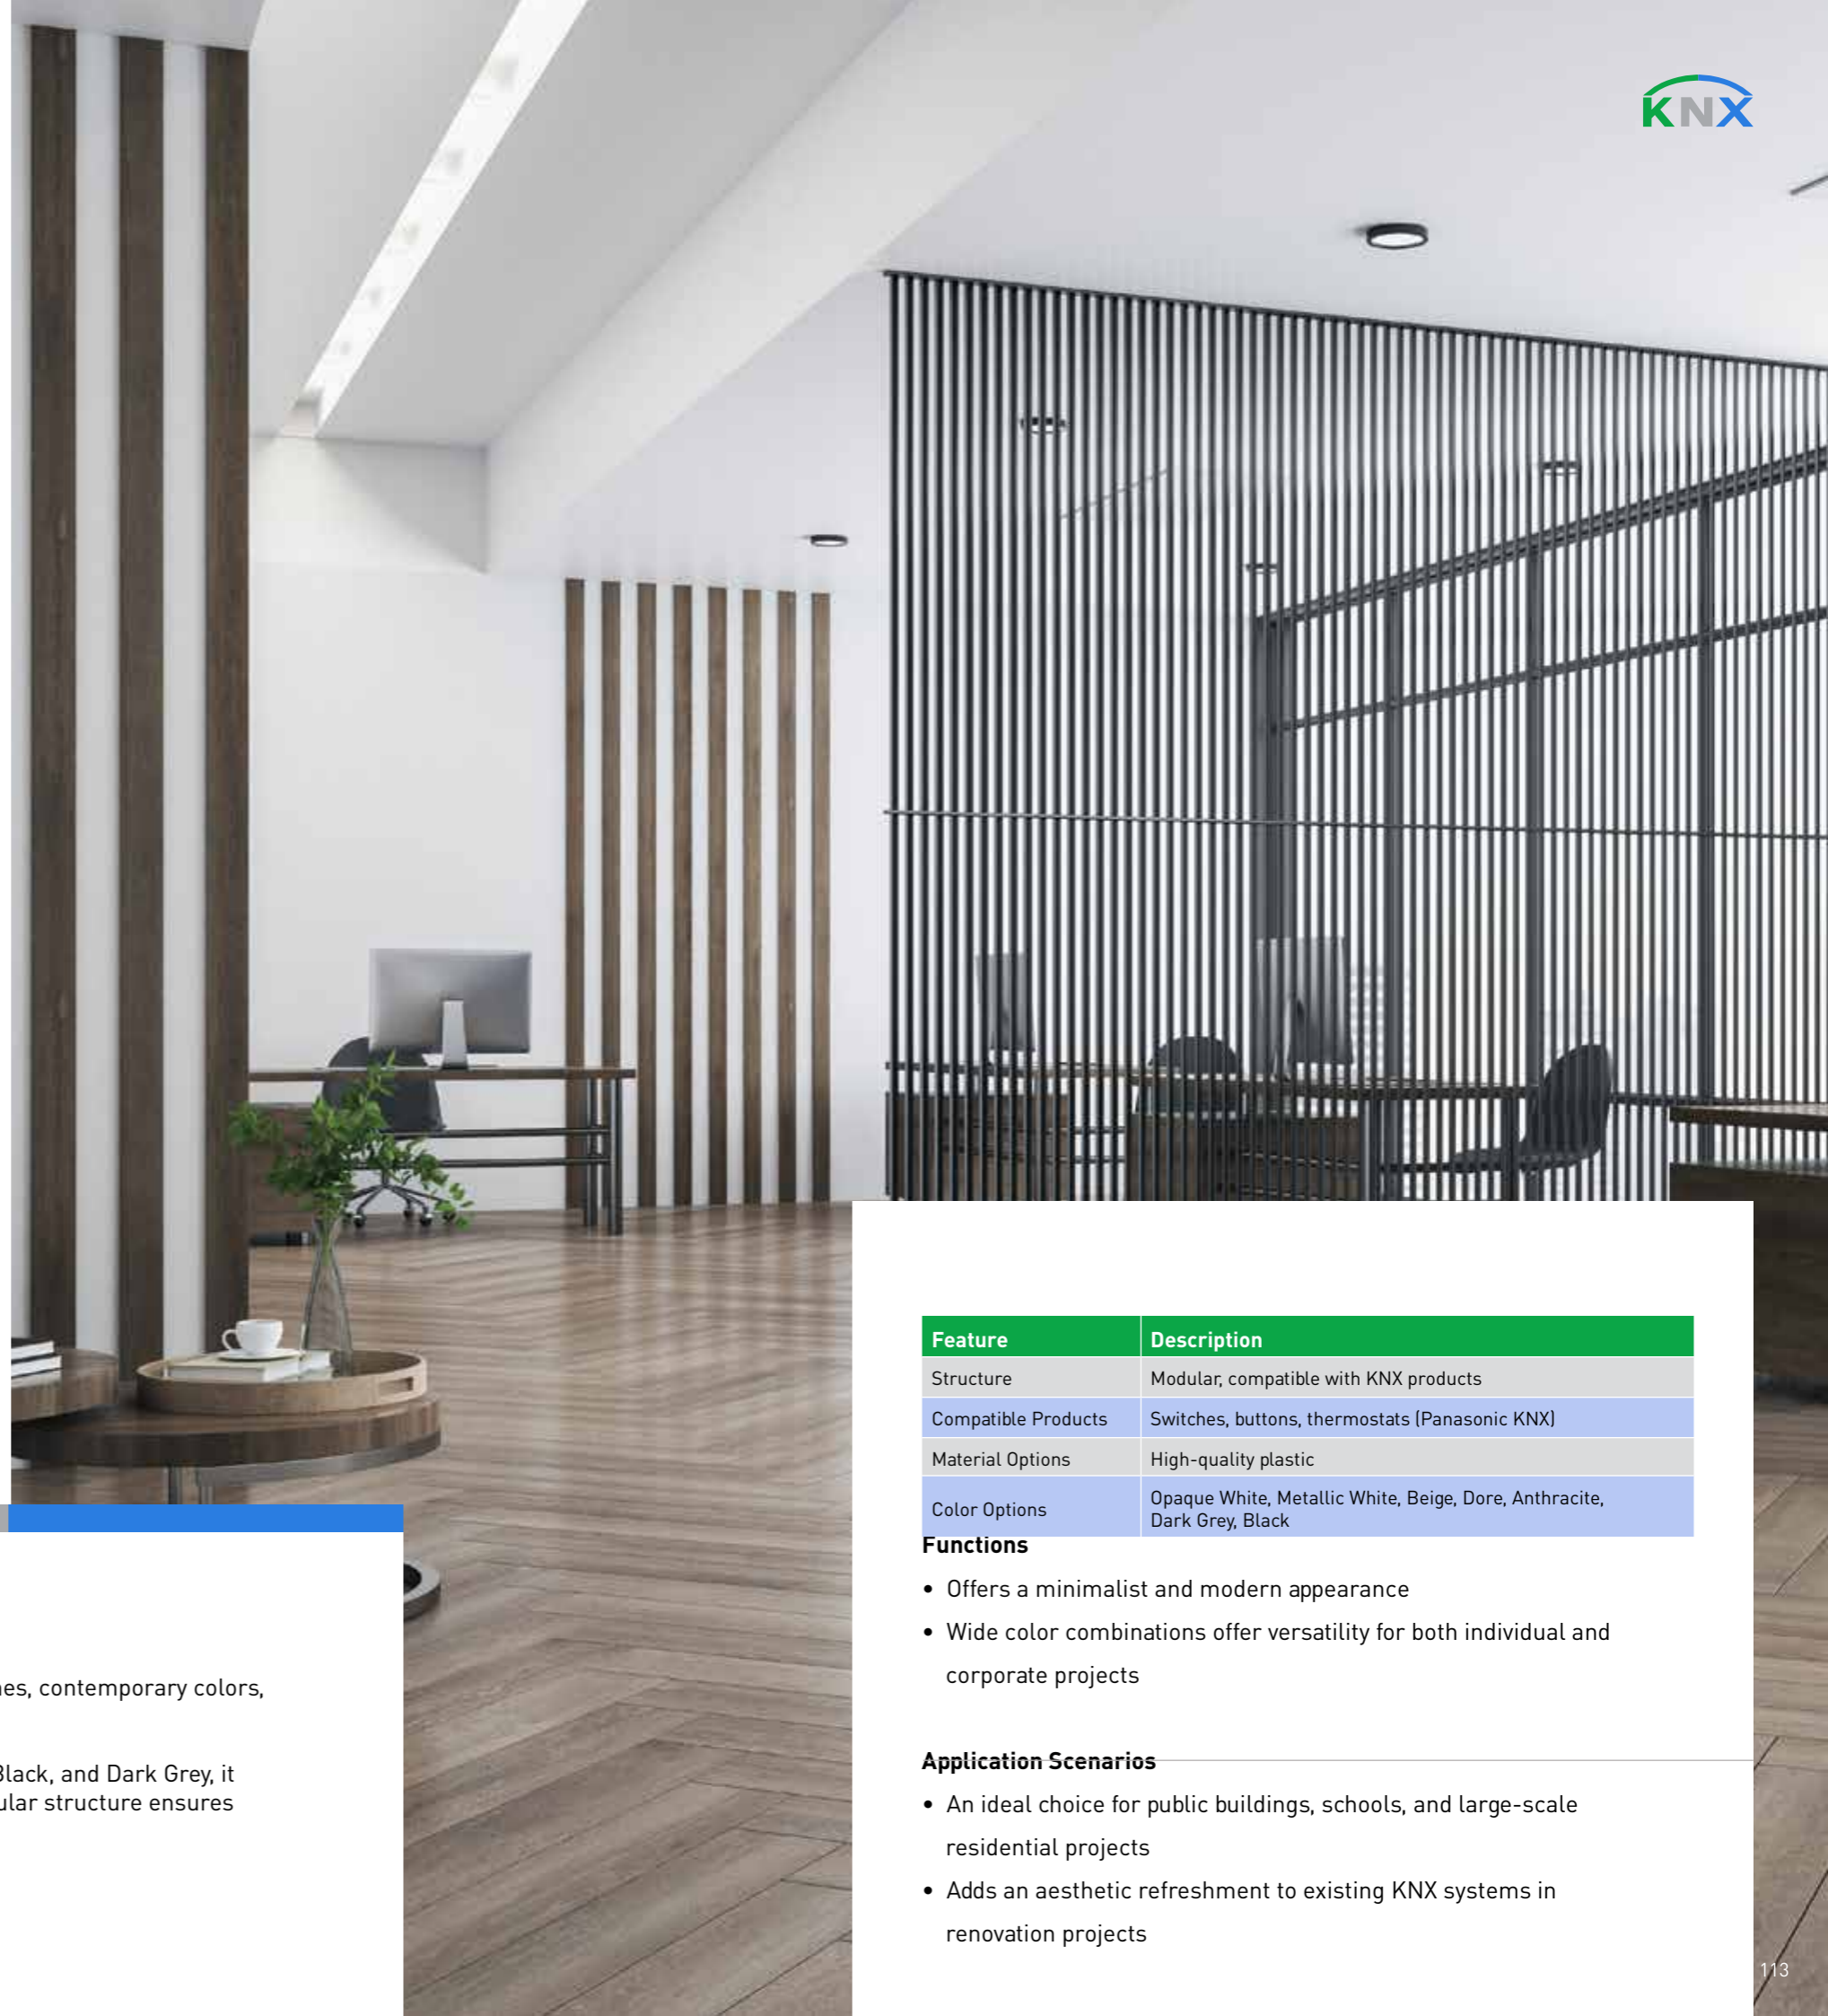 KNX
Feature Description
Structure Modular, compatible with KNX products
Compatible Products Switches, buttons, thermostats (Panasonic KNX)
Material Options High-quality plastic
Color Options Opaque White, Metallic White, Beige, Dore, Anthracite,
Dark Grey, Black
Functions
• Offers a minimalist and modern appearance
• Wide color combinations offer versatility for both individual and
corporate projects
Application Scenarios
• An ideal choice for public buildings, schools, and large-scale
residential projects
• Adds an aesthetic refreshment to existing KNX systems in
renovation projects
contemporary colors,
Black, and Dark Grey, it
structure ensures
113